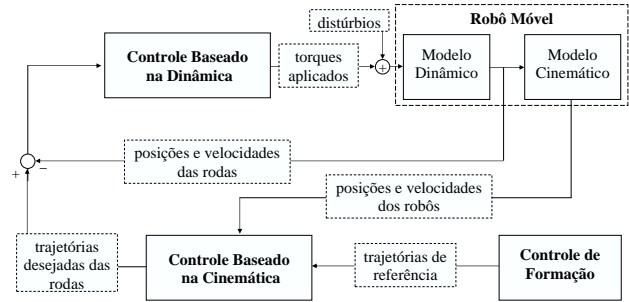 distúrbios
Robô Móvel
Controle Baseado
na Dinâmica
torques
aplicados
+
Modelo
Dinâmico
Modelo
Cinemático
posições e velocidades
das rodas
+
−
posições e velocidades
dos robôs
trajetórias
desejadas das
rodas
Controle Baseado
na Cinemática
trajetórias de
referência
Controle de
Formação